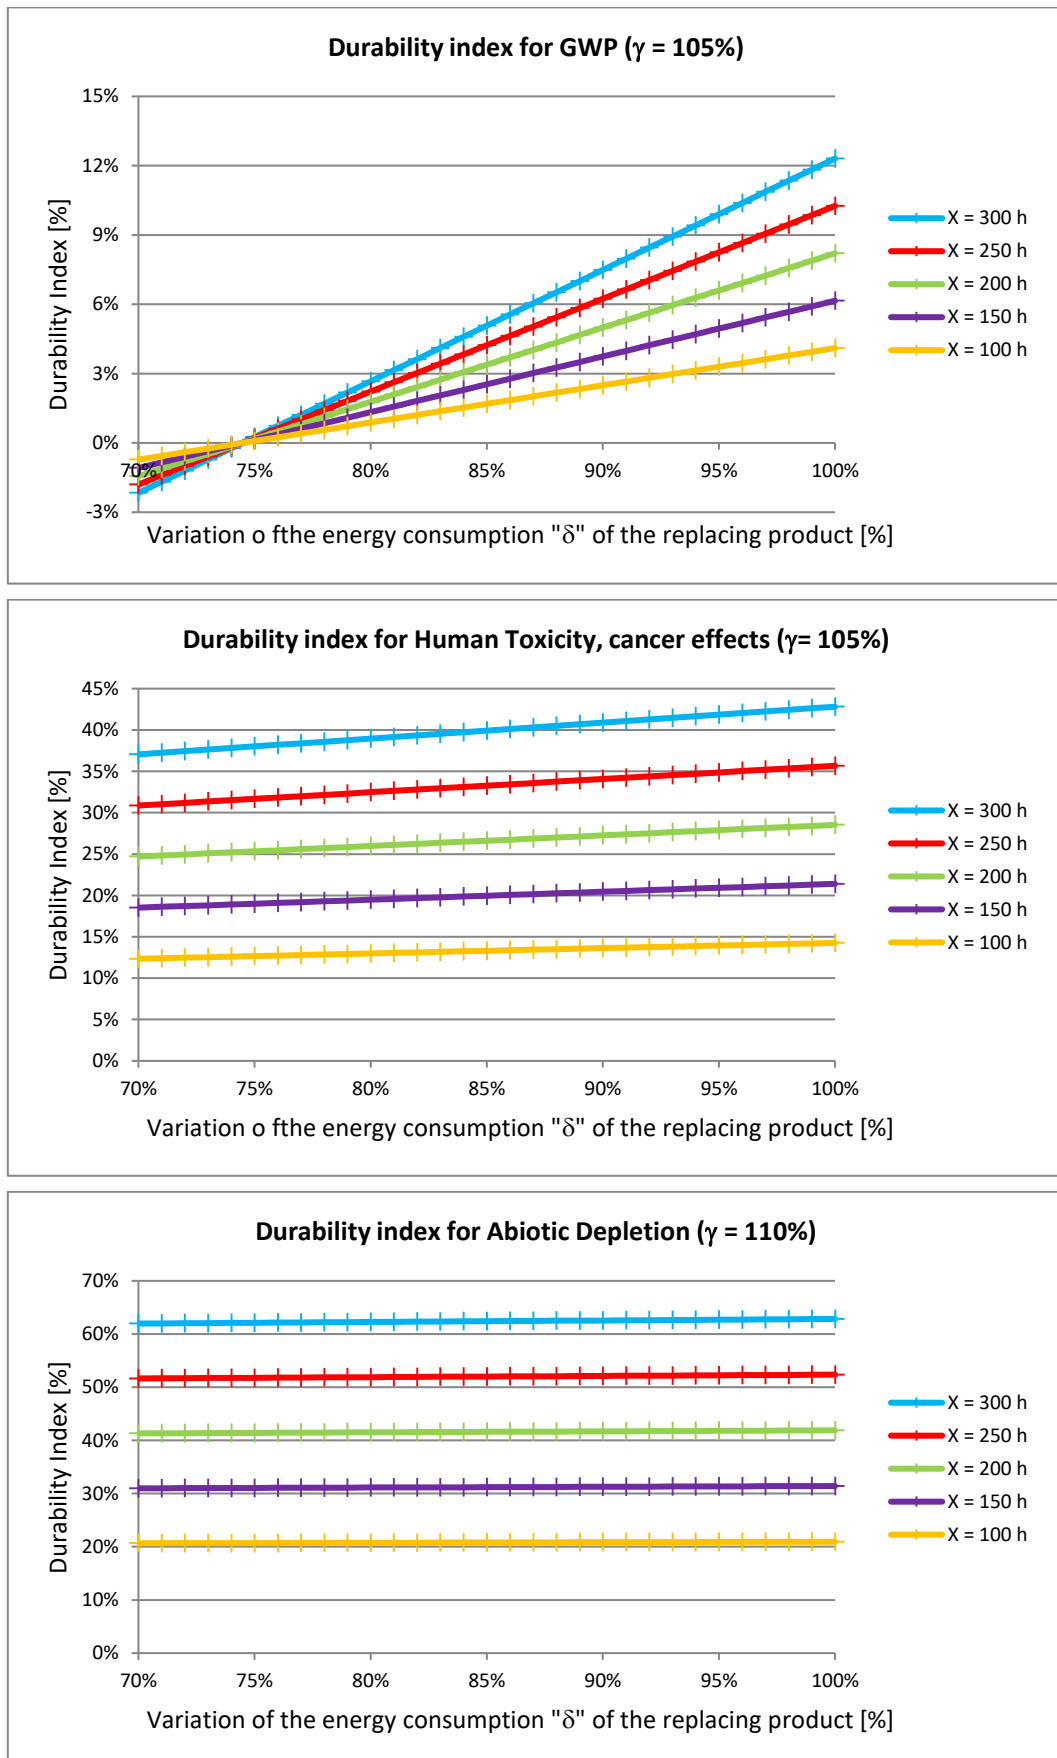 Durability index for GWP (γ = 105%)
15%
12%
9%
6%
3%
0%
-3%
Durability Index [%]
70%
75%
80%
85%
90%
95%
100%
Variation o fthe energy consumption "δ" of the replacing product [%]
X = 300 h
X = 250 h
X = 200 h
X = 150 h
X = 100 h
Durability index for Human Toxicity, cancer effects (γ= 105%)
45%
40%
35%
30%
25%
20%
15%
10%
5%
0%
Durability Index [%]
70%
75%
80%
85%
90%
95%
100%
Variation o fthe energy consumption "δ" of the replacing product [%]
X = 300 h
X = 250 h
X = 200 h
X = 150 h
X = 100 h
Durability index for Abiotic Depletion (γ = 110%)
70%
60%
50%
40%
30%
20%
10%
0%
Durability Index [%]
70%
75%
80%
85%
90%
95%
100%
Variation of the energy consumption "δ" of the replacing product [%]
X = 300 h
X = 250 h
X = 200 h
X = 150 h
X = 100 h